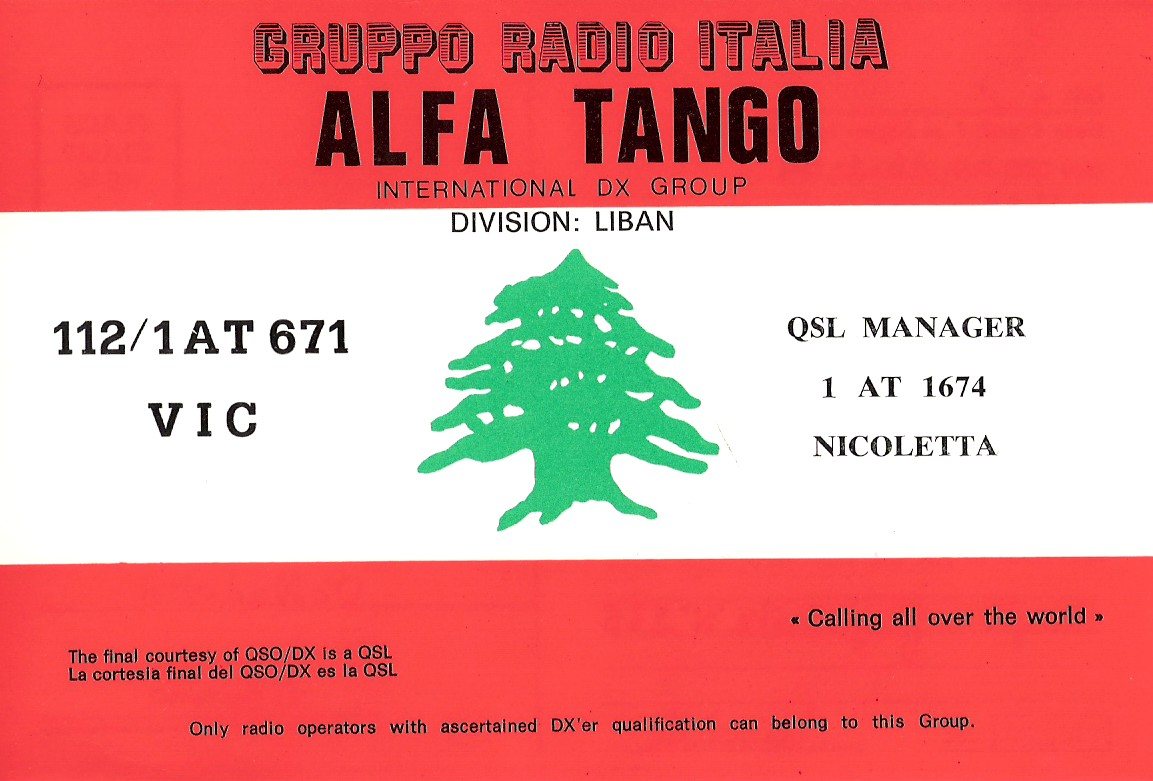 GRUPPO RADIO ITALIA
ALFA TANGO
INTERNATIONAL DX GROUP
DIVISION: LIBAN
112/1 AT 671
VIC
QSL MANAGER
1 AT 1674
NICOLETTA
« Calling all over the world »
The final courtesy of QSO/DX is a QSL
La cortesia final del QSO/DX es la QSL
Only radio operators with ascertained DX'er qualification can belong to this Group.